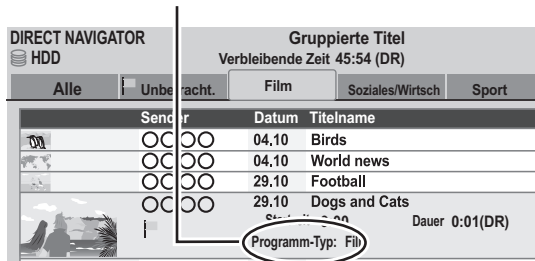 DIRECT NAVIGATOR Gruppierte Titel
HDD Verbleibende Zeit 45:54 (DR)
Alle Unbetracht. Film Soziales/Wirtsch Sport
Sender Datum Titelname
04.10 Birds
04.10 World news
29.10 Football
29.10 Dogs and Cats
Dauer 0:01(DR)
Programm-Typ: Film